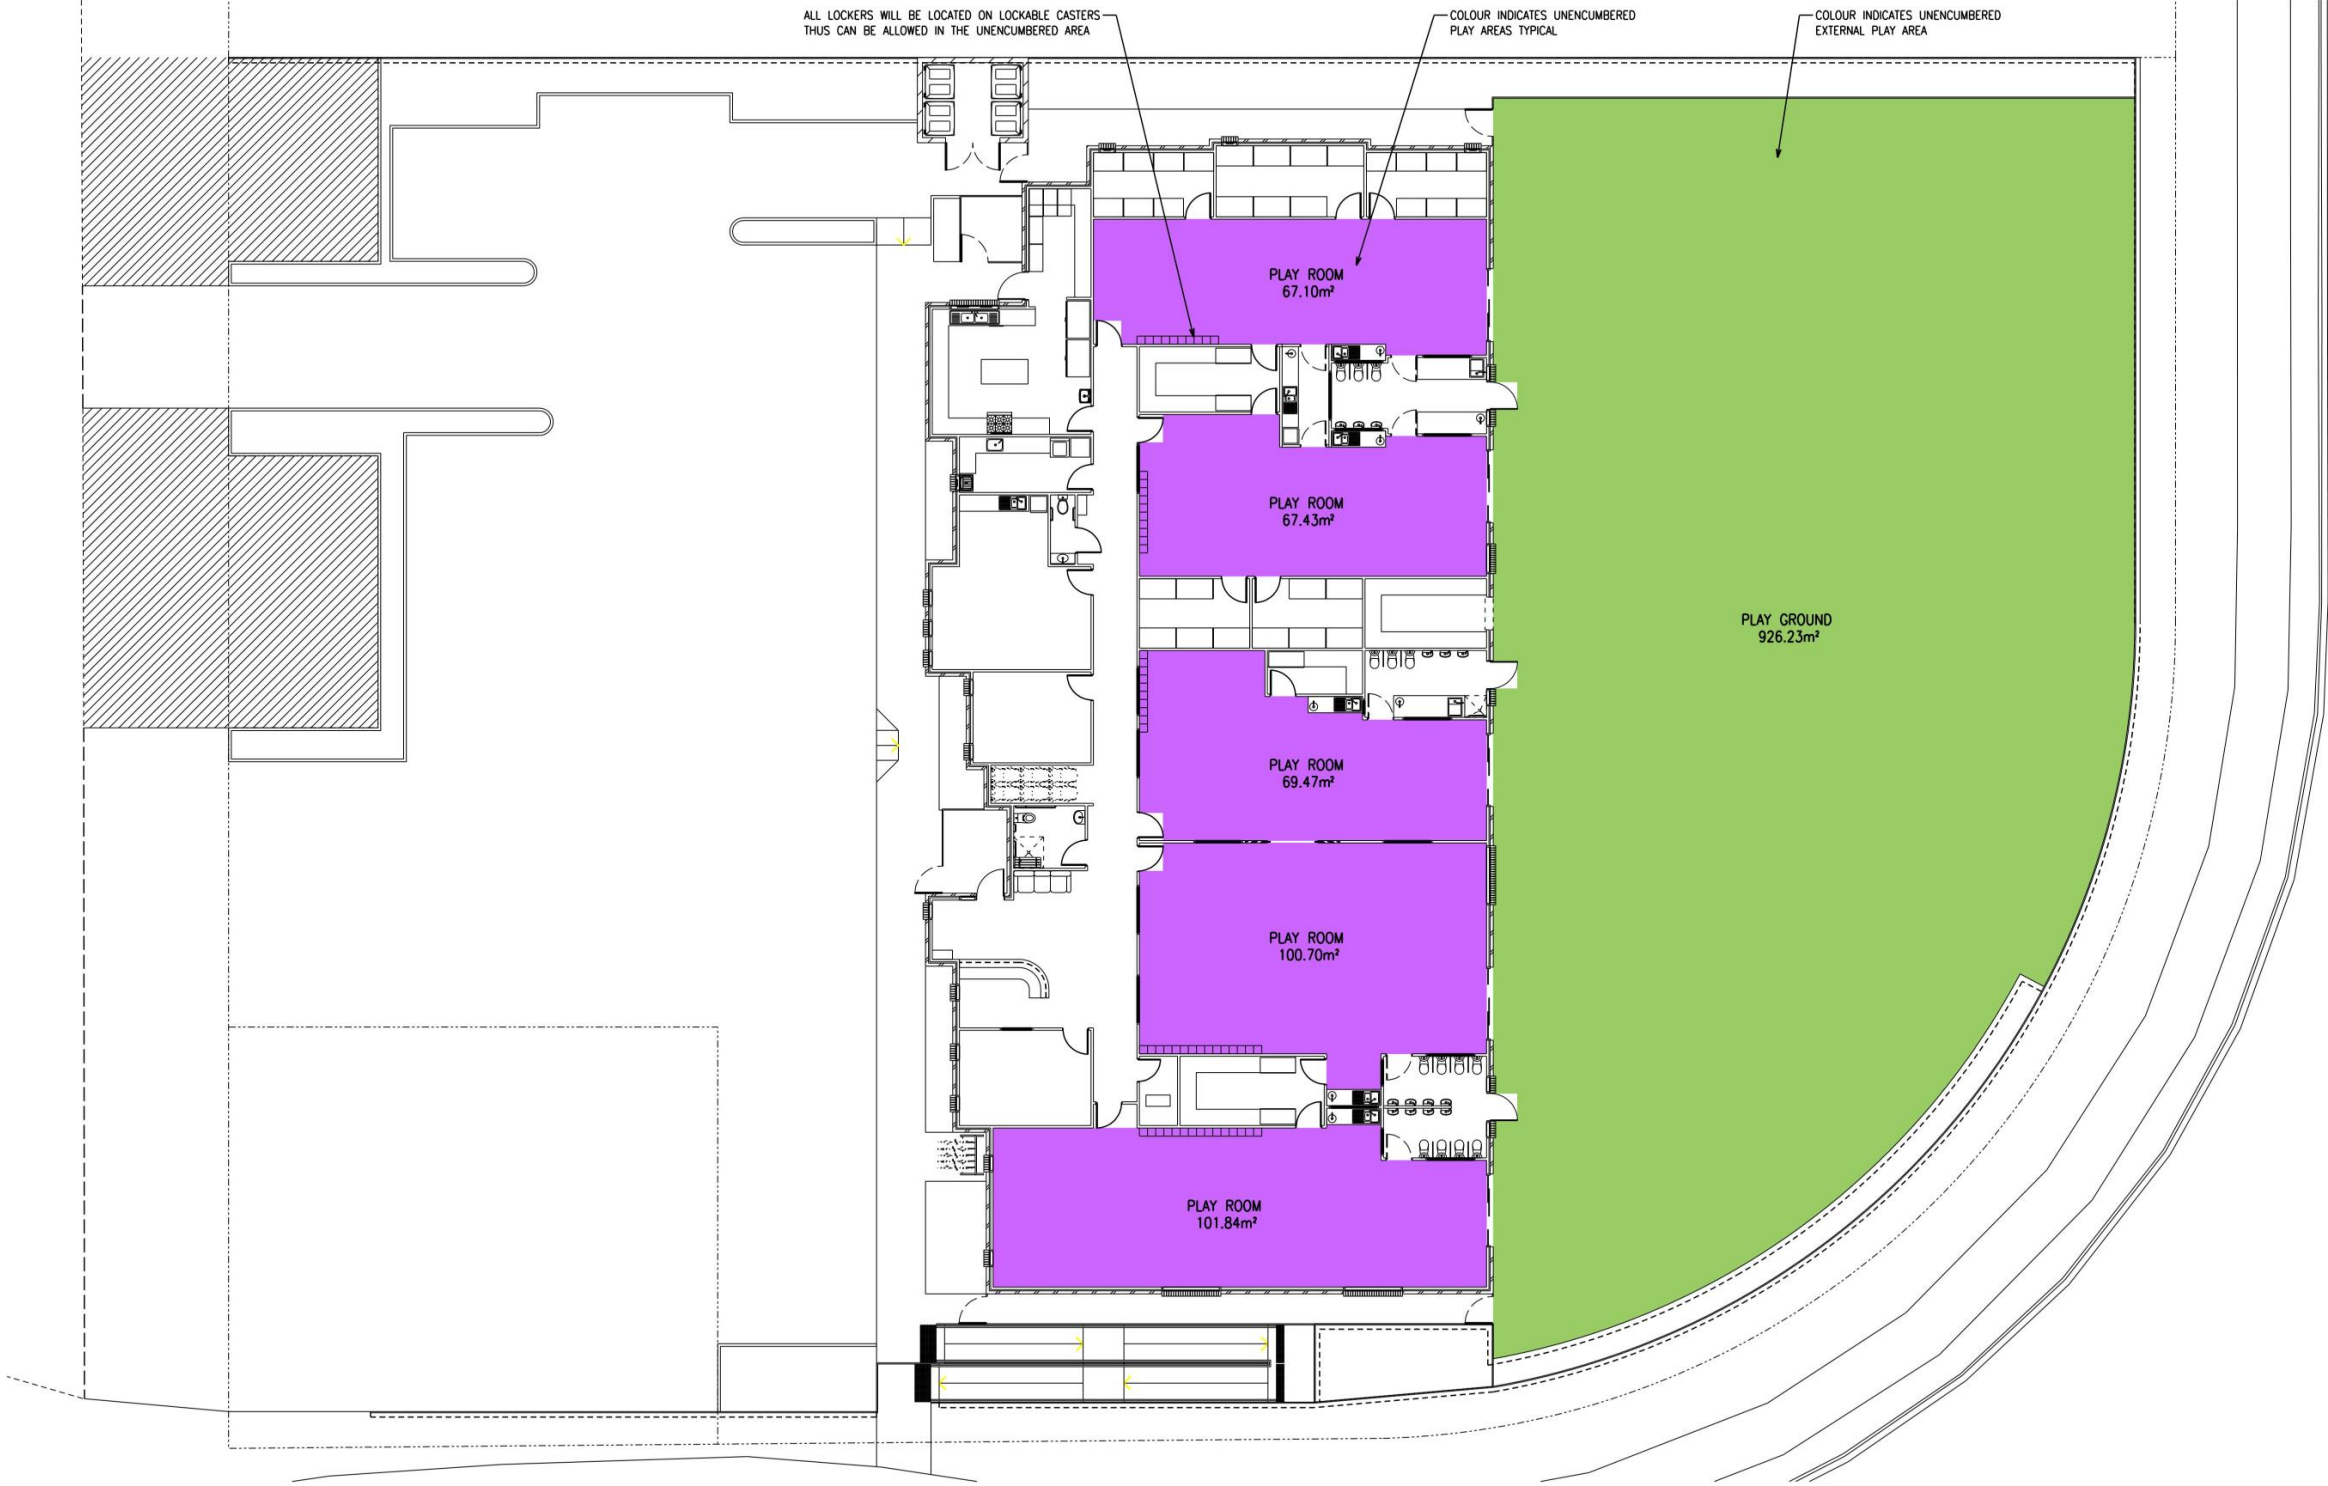 ALL LOCKERS WILL BE LOCATED ON LOCKABLE CASTERS
THUS CAN BE ALLOWED IN THE UNENCUMBERED AREA
COLOUR INDICATES UNENCUMBERED
PLAY AREAS TYPICAL
COLOUR INDICATES UNENCUMBERED
EXTERNAL PLAY AREA
PLAY ROOM
67.10m²
PLAY ROOM
67.43m²
PLAY GROUND
926.23m²
PLAY ROOM
69.47m²
PLAY ROOM
100.70m²
PLAY ROOM
101.84m²